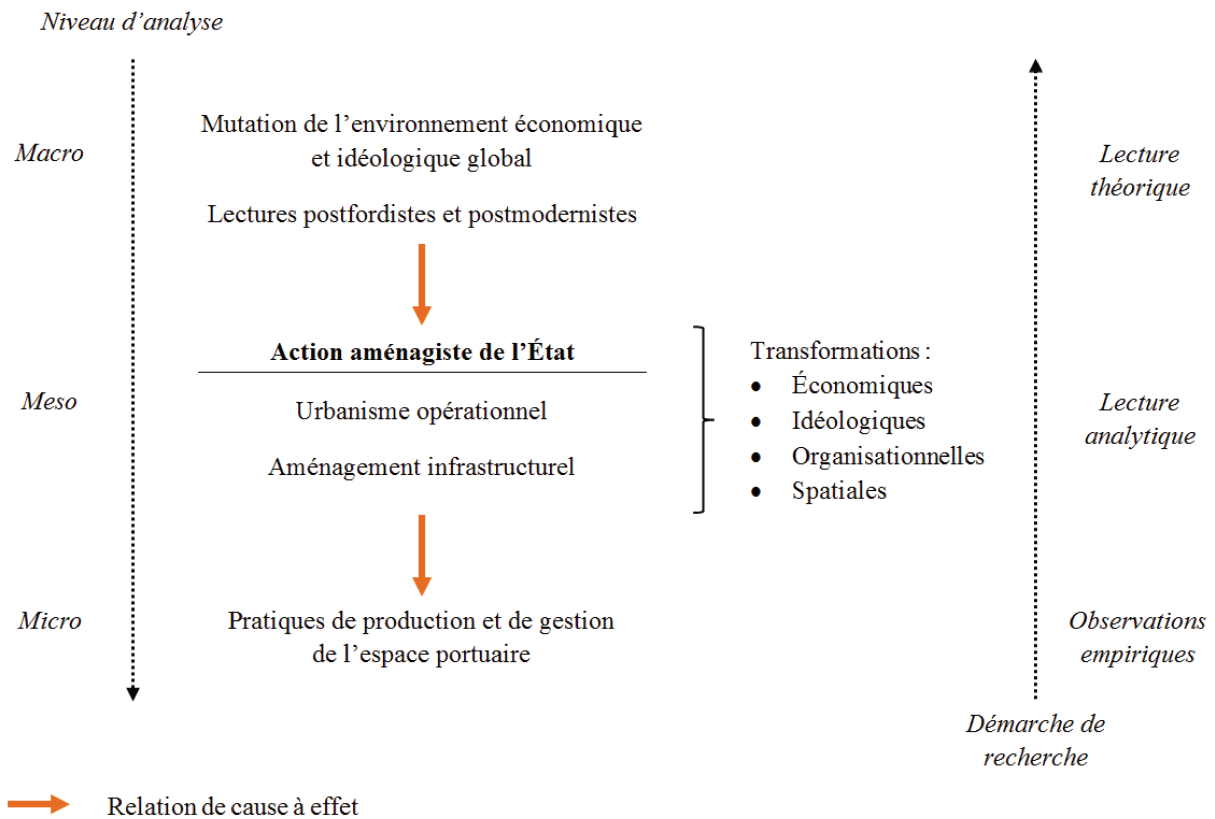 Niveau d’analyse
Macro
Mutation de l’environnement économique
et idéologique global
Lectures postfordistes et postmodernistes
Lecture
théorique
Meso
Action aménagiste de l’État
Urbanisme opérationnel
Aménagement infrastructurel
Transformations :
• Économiques
• Idéologiques
• Organisationnelles
• Spatiales
Lecture
analytique
Micro
Pratiques de production et de gestion
de l’espace portuaire
Observations
empiriques
Démarche de
recherche
Relation de cause à effet